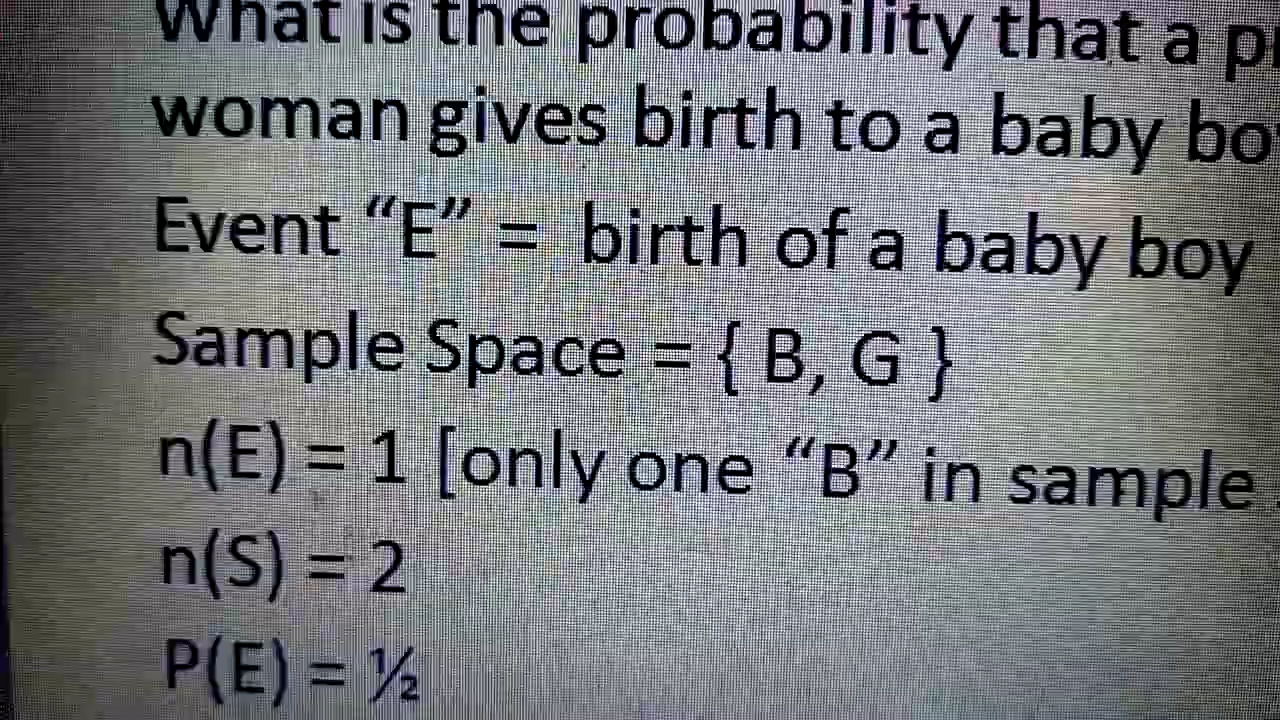 What is the probability that a
woman gives birth to a baby
Event “E” = birth of a baby boy
Sample Space = { B, G }
n(E) = 1 [only one “B” in sample
n(S) = 2
P(E) = ½